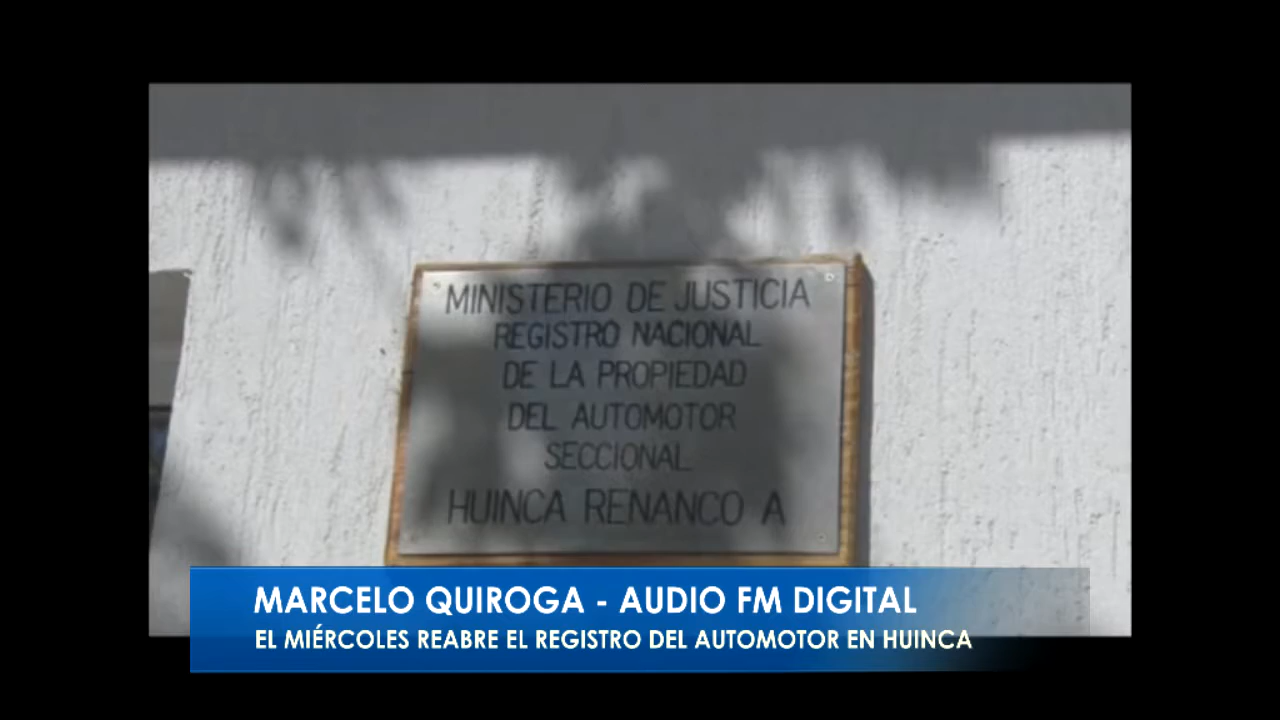 MINISTERIO DE JUSTICIA
REGISTRO NACIONAL
DE LA PROPIEDAD
DEL AUTOMOTOR
SECCIONAL
HUINCA RENANCO A
MARCELO QUIROGA - AUDIO FM DIGITAL
EL MIÉRCOLES REABRE EL REGISTRO DEL AUTOMOTOR EN HUINCA